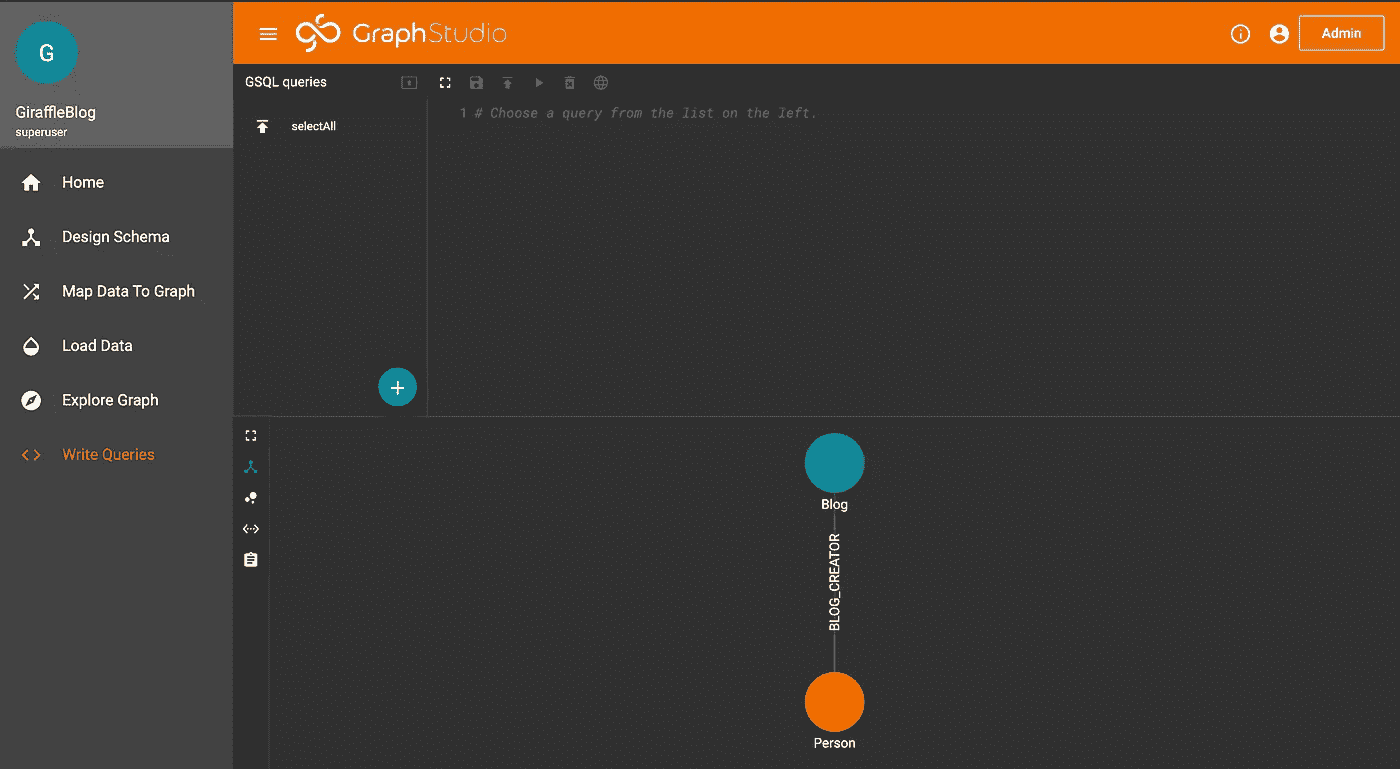 G
GiraffleBlog
superuser
Home
Design Schema
Map Data To Graph
Load Data
Explore Graph
Write Queries
GraphStudio
Admin
GSQL queries
selectAll
1 # Choose a query from the list on the left.
Blog
BLOG_CREATOR
Person